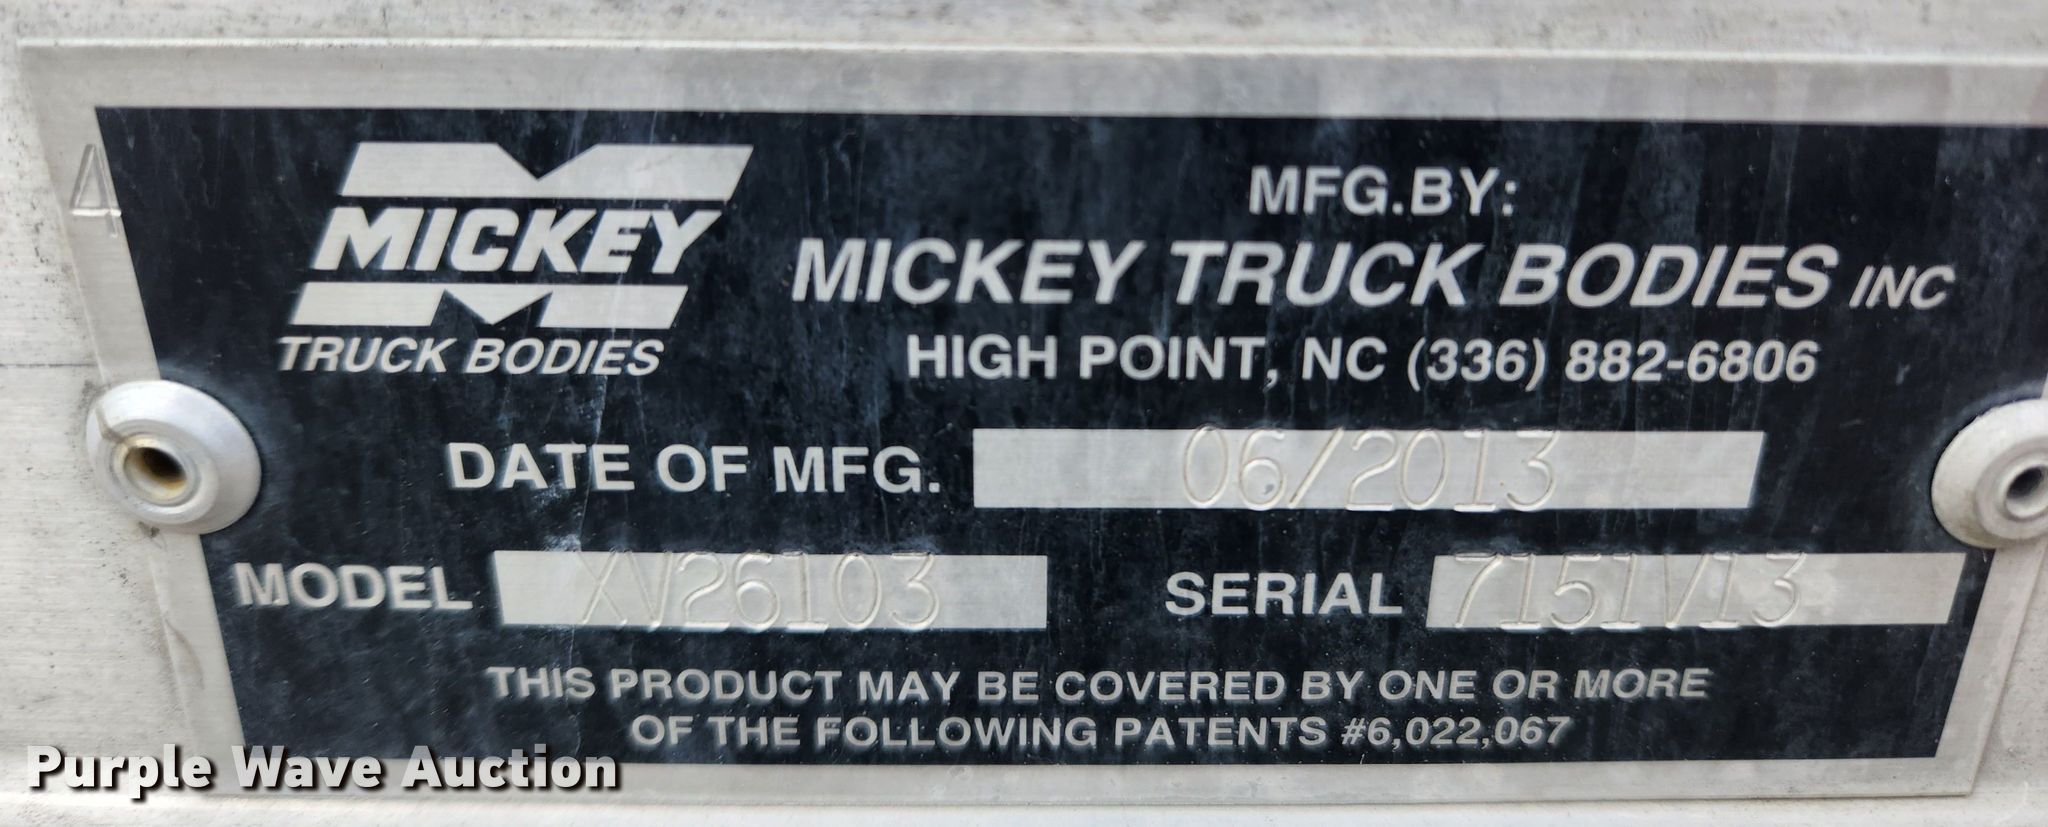 4
MICKEY
TRUCK BODIES
MFG.BY:
MICKEY TRUCK BODIES INC
HIGH POINT, NC (336) 882-6806
DATE OF MFG. 06/2013
MODEL XV26103 SERIAL 7151V13
THIS PRODUCT MAY BE COVERED BY ONE OR MORE
OF THE FOLLOWING PATENTS #6,022,067
Purple Wave Auction